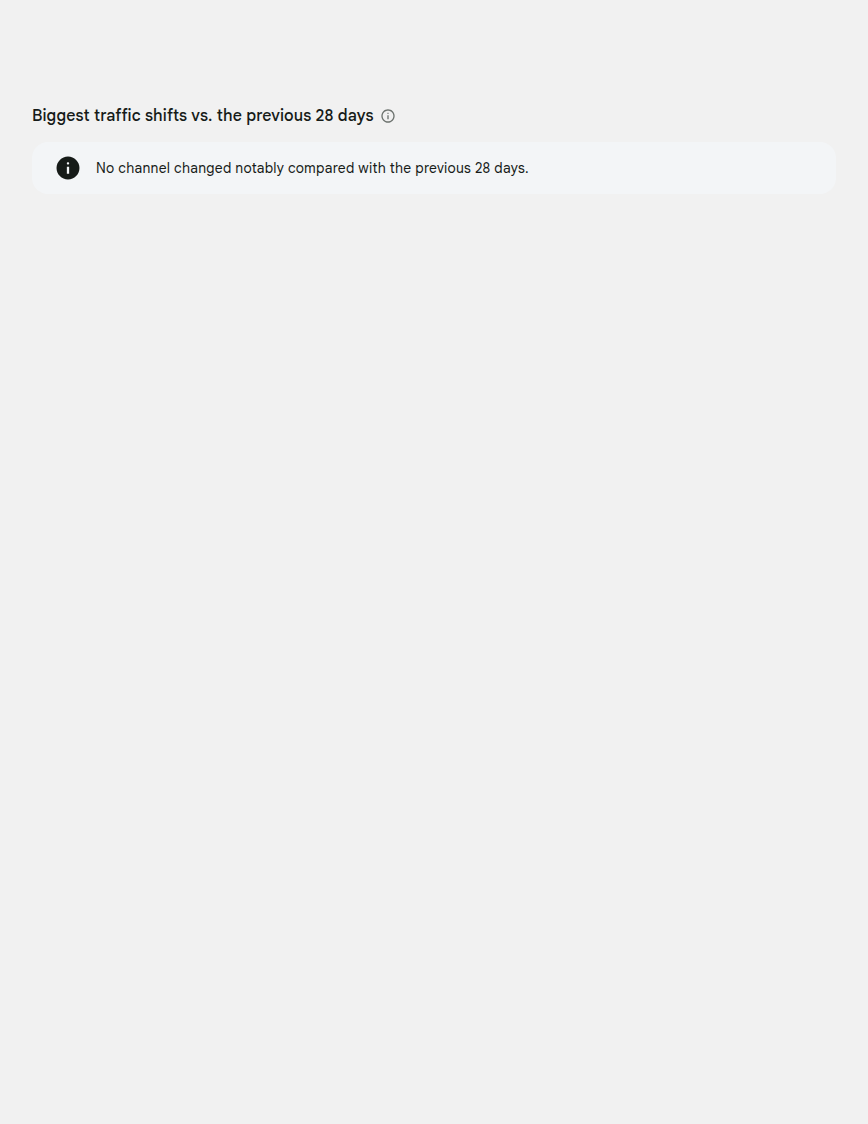 Biggest traffic shifts vs. the previous 28 days
No channel changed notably compared with the previous 28 days.